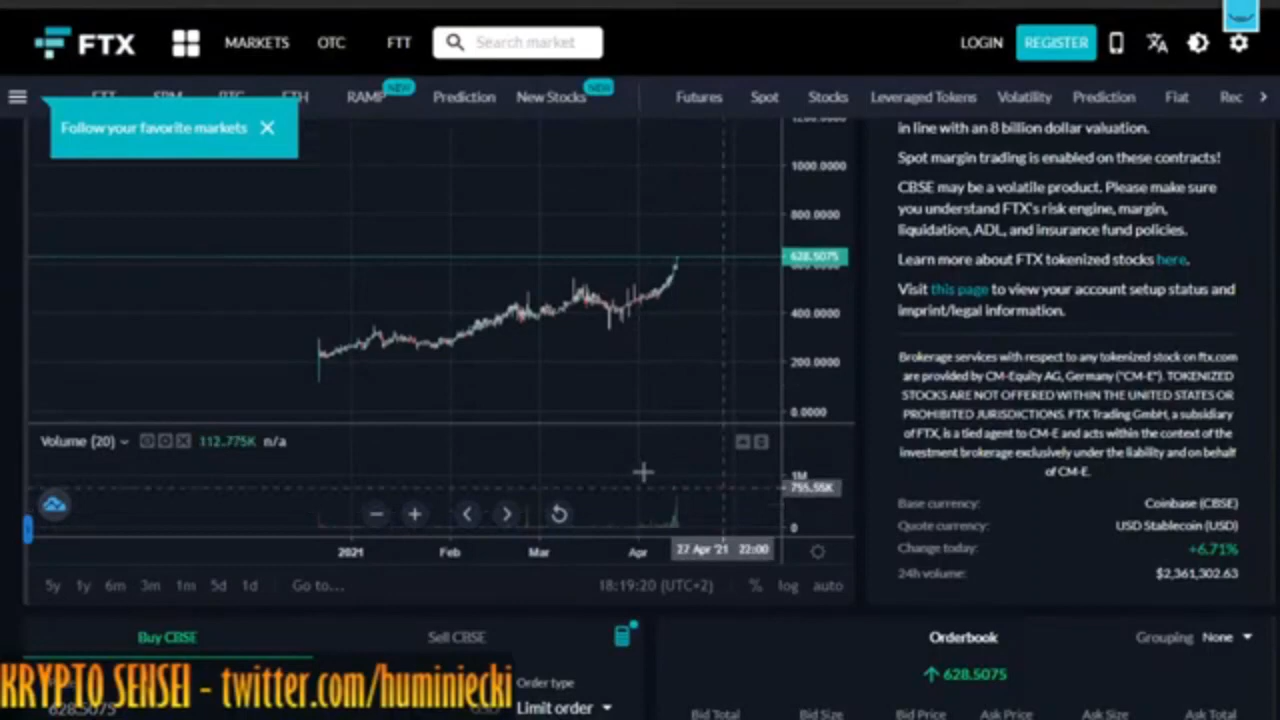 FTX
MARKETS
OTC
FTT
Search market
LOGIN
REGISTER
RAMP
NEW
Prediction
New Stocks
NEW
Futures
Spot
Stocks
Leveraged Tokens
Volatility
Prediction
Fiat
Rec
Follow your favorite markets
1000.0000
800.0000
628.5075
400.0000
200.0000
0.0000
Volume (20)
112.775K n/a
1M
755.55K
0
2021
Feb
Mar
Apr
27 Apr '21 22:00
5y 1y 6m 3m 1m 5d 1d
Go to...
18:19:20 (UTC+2)
%
log
auto
in line with an 8 billion dollar valuation.
Spot margin trading is enabled on these contracts!
CBSE may be a volatile product. Please make sure
you understand FTX's risk engine, margin,
liquidation, ADL, and insurance fund policies.
Learn more about FTX tokenized stocks here.
Visit this page to view your account setup status and
imprint/legal information.
Brokerage services with respect to any tokenized stock on ftx.com
are provided by CM-Equity AG, Germany ("CM-E"). TOKENIZED
STOCKS ARE NOT OFFERED WITHIN THE UNITED STATES OR
PROHIBITED JURISDICTIONS. FTX Trading GmbH, a subsidiary
of FTX, is a tied agent to CM-E and acts within the context of the
investment brokerage exclusively under the liability and on behalf
of CM-E.
Base currency: Coinbase (CBSE)
Quote currency: USD Stablecoin (USD)
Change today: +6.71%
24h volume: $2,361,302.63
Buy CBSE
Sell CBSE
Order type
Limit order
KRYPTO SENSEI - twitter.com/huminiecki
628.5075
Orderbook
Grouping None
628.5075
Bid Total
Bid Size
Bid Price
Ask Price
Ask Size
Ask Total